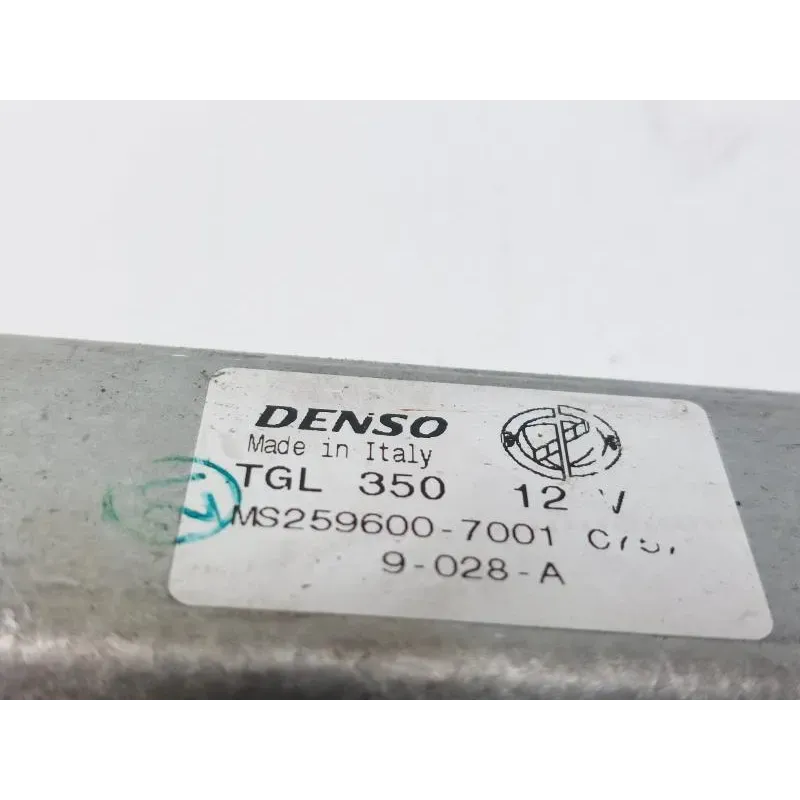 DENSO
Made in Italy
TGL 350 12 V
MS259600-7001
9-028-A